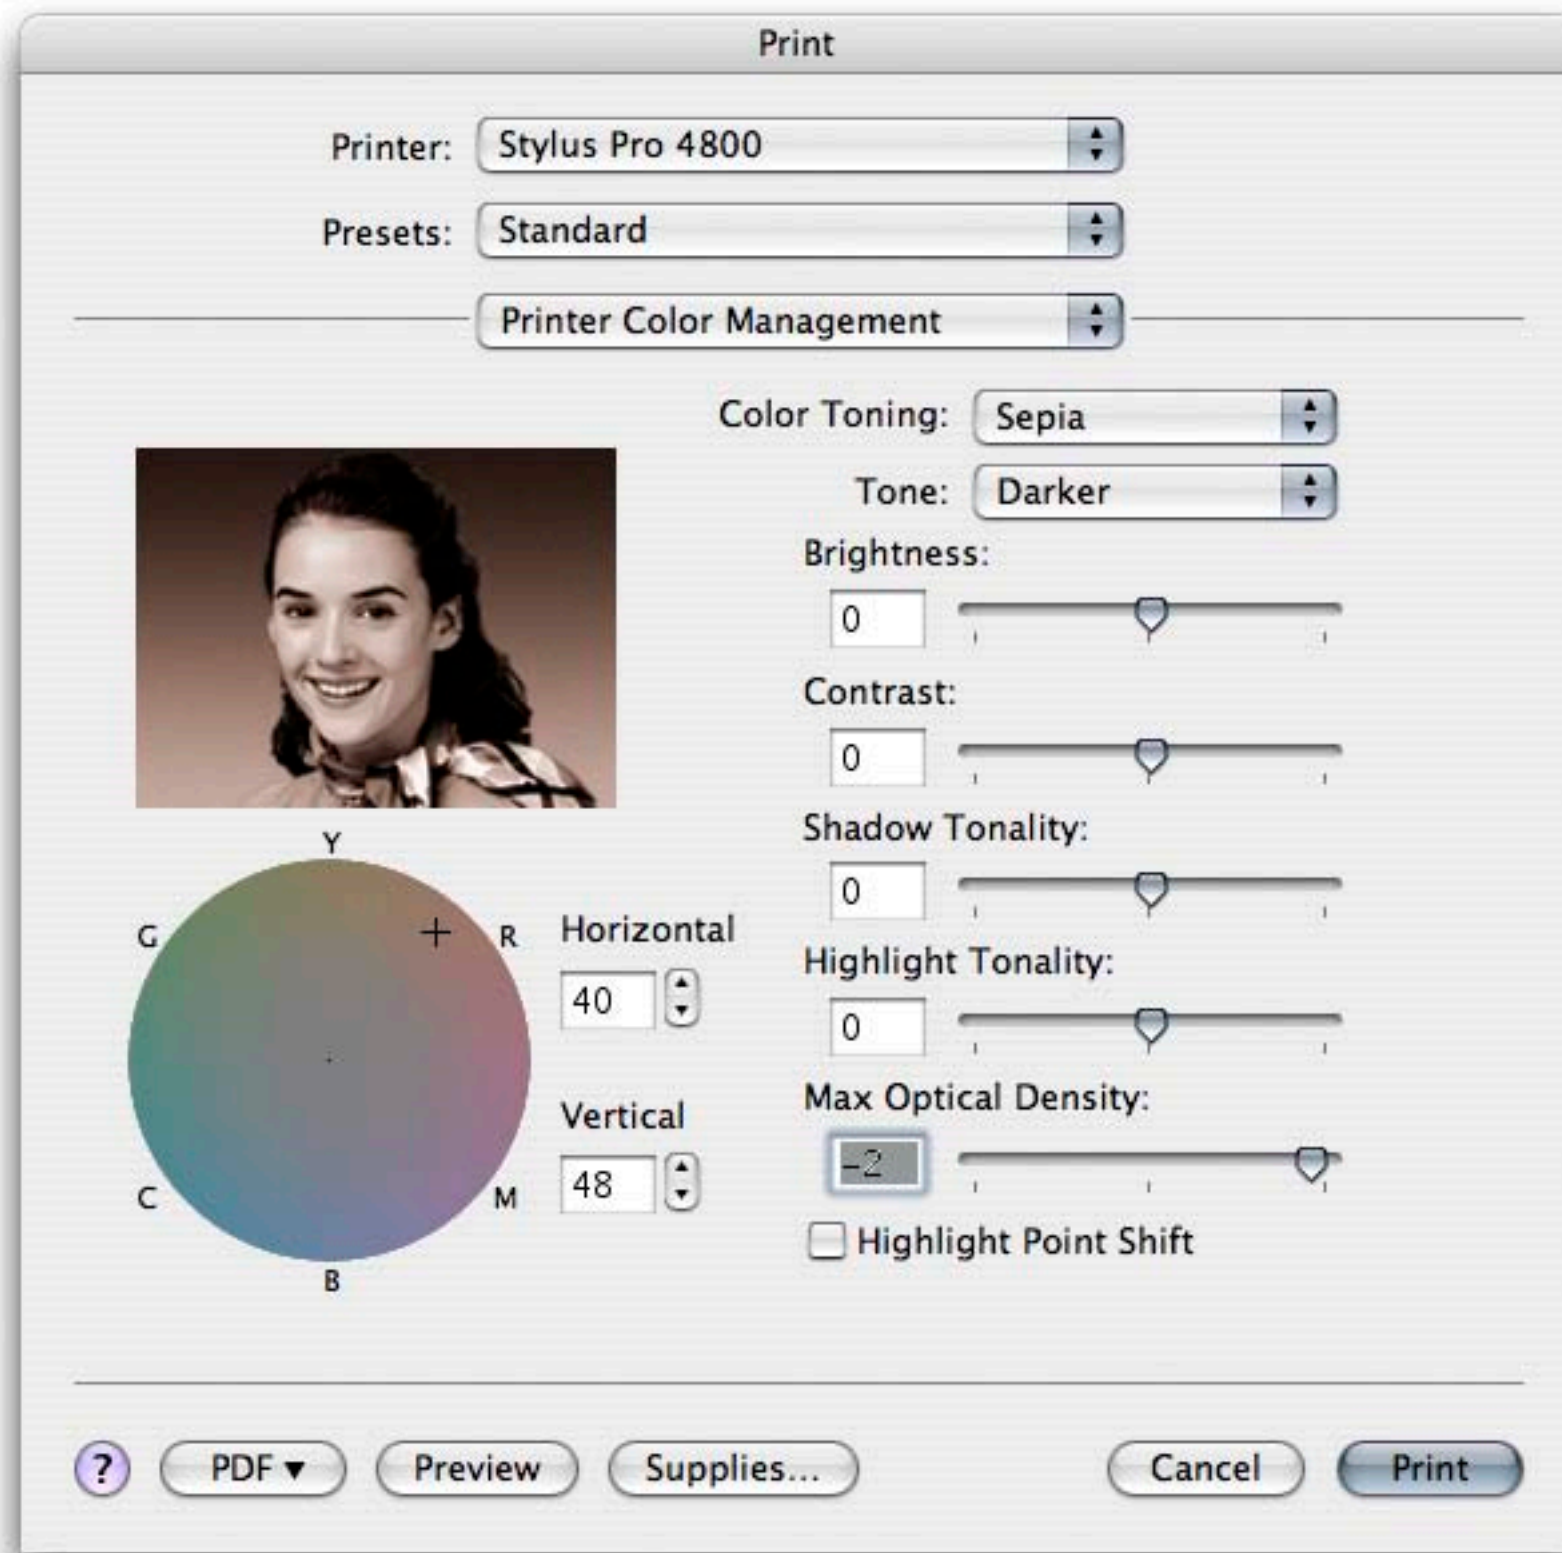 Print
Printer: Stylus Pro 4800
Presets: Standard
Printer Color Management
Color Toning: Sepia
Tone: Darker
Brightness:
0
Contrast:
0
Shadow Tonality:
0
Highlight Tonality:
0
Max Optical Density:
-2
Highlight Point Shift
Y
G
R
C
M
B
Horizontal
40
Vertical
48
? PDF▼ Preview Supplies... Cancel Print